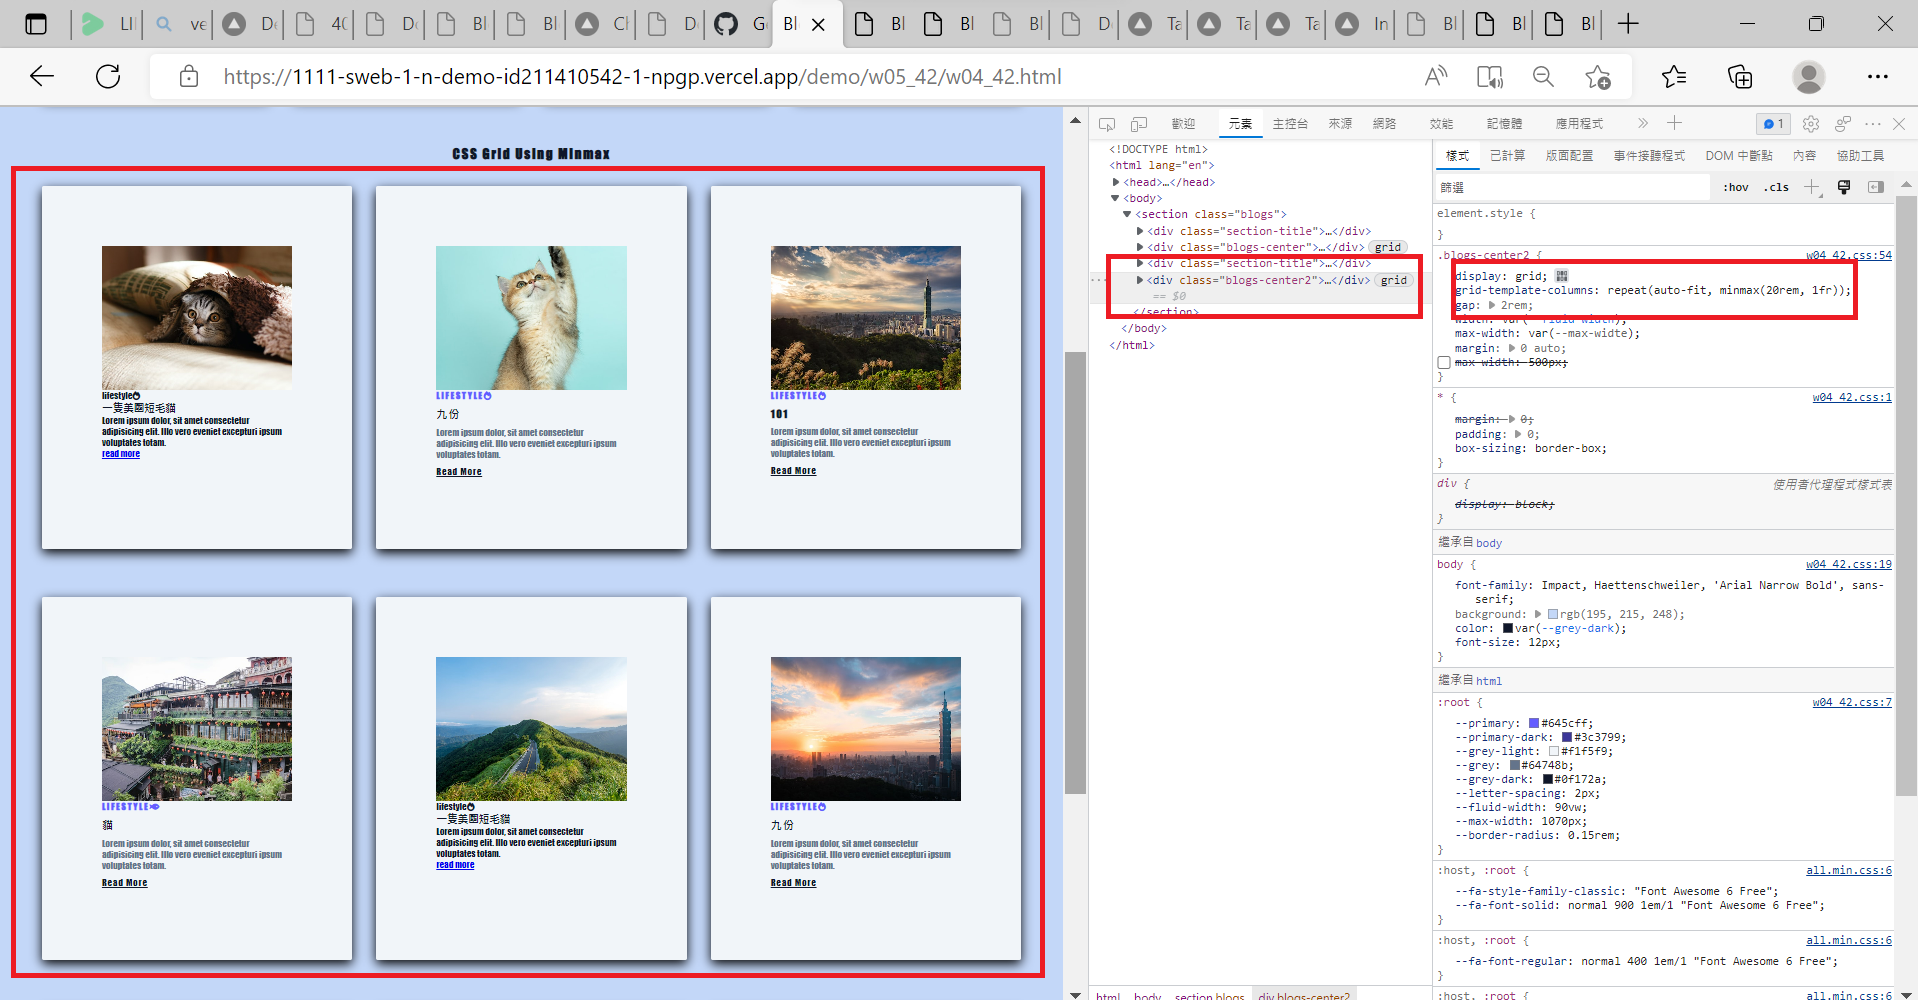 LII
ve
De
40
Do
Bl
Bl
Ch
De
Ge
Bl
Bl
Bl
Bl
De
Ta
Ta
Ta
In
Bl
Bl
Bl
https://1111-sweb-1-n-demo-id211410542-1-npgp.vercel.app/demo/w05_42/w04_42.html
CSS Grid Using Minmax
lifestyle
一隻美國短毛貓
Lorem ipsum dolor, sit amet consectetur
adipisicing elit. Illo vero eveniet excepturi ipsum
voluptates totam.
read more
LIFESTYLE
九份
Lorem ipsum dolor, sit amet consectetur
adipisicing elit. Illo vero eveniet excepturi ipsum
voluptates totam.
Read More
LIFESTYLE
101
Lorem ipsum dolor, sit amet consectetur
adipisicing elit. Illo vero eveniet excepturi ipsum
voluptates totam.
Read More
LIFESTYLE
貓
Lorem ipsum dolor, sit amet consectetur
adipisicing elit. Illo vero eveniet excepturi ipsum
voluptates totam.
Read More
lifestyle
一隻美國短毛貓
Lorem ipsum dolor, sit amet consectetur
adipisicing elit. Illo vero eveniet excepturi ipsum
voluptates totam.
read more
LIFESTYLE
九份
Lorem ipsum dolor, sit amet consectetur
adipisicing elit. Illo vero eveniet excepturi ipsum
voluptates totam.
Read More
歡迎 元素 主控台 來源 網路 效能 記憶體 應用程式 1
<!DOCTYPE html>
<html lang="en">
<head>…</head>
<body>
<section class="blogs">
<div class="section-title">…</div>
<div class="blogs-center">…</div> grid
<div class="section-title">…</div>
<div class="blogs-center2">…</div> grid
== $0
</section>
</body>
</html>
html body section.blogs div.blogs-center2
樣式 已計算 版面配置 事件接聽程式 DOM 中斷點 內容 協助工具
篩選 :hov .cls
element.style {
}
.blogs-center2 { w04_42.css:54
display: grid;
grid-template-columns: repeat(auto-fit, minmax(20rem, 1fr));
gap: 2rem;
width: var(--fluid-width);
max-width: var(--max-widte);
margin: 0 auto;
max-width: 500px;
}
* { w04_42.css:1
margin: 0;
padding: 0;
box-sizing: border-box;
}
div { 使用者代理程式樣式表
display: block;
}
繼承自 body
body { w04_42.css:19
font-family: Impact, Haettenschweiler, 'Arial Narrow Bold', sans-
serif;
background: rgb(195, 215, 248);
color: var(--grey-dark);
font-size: 12px;
}
繼承自 html
:root { w04_42.css:7
--primary: #645cff;
--primary-dark: #3c3799;
--grey-light: #f1f5f9;
--grey: #64748b;
--grey-dark: #0f172a;
--letter-spacing: 2px;
--fluid-width: 90vw;
--max-width: 1070px;
--border-radius: 0.15rem;
}
:host, :root { all.min.css:6
--fa-style-family-classic: "Font Awesome 6 Free";
--fa-font-solid: normal 900 1em/1 "Font Awesome 6 Free";
}
:host, :root { all.min.css:6
--fa-font-regular: normal 400 1em/1 "Font Awesome 6 Free";
}
:host, :root { all.min.css:6